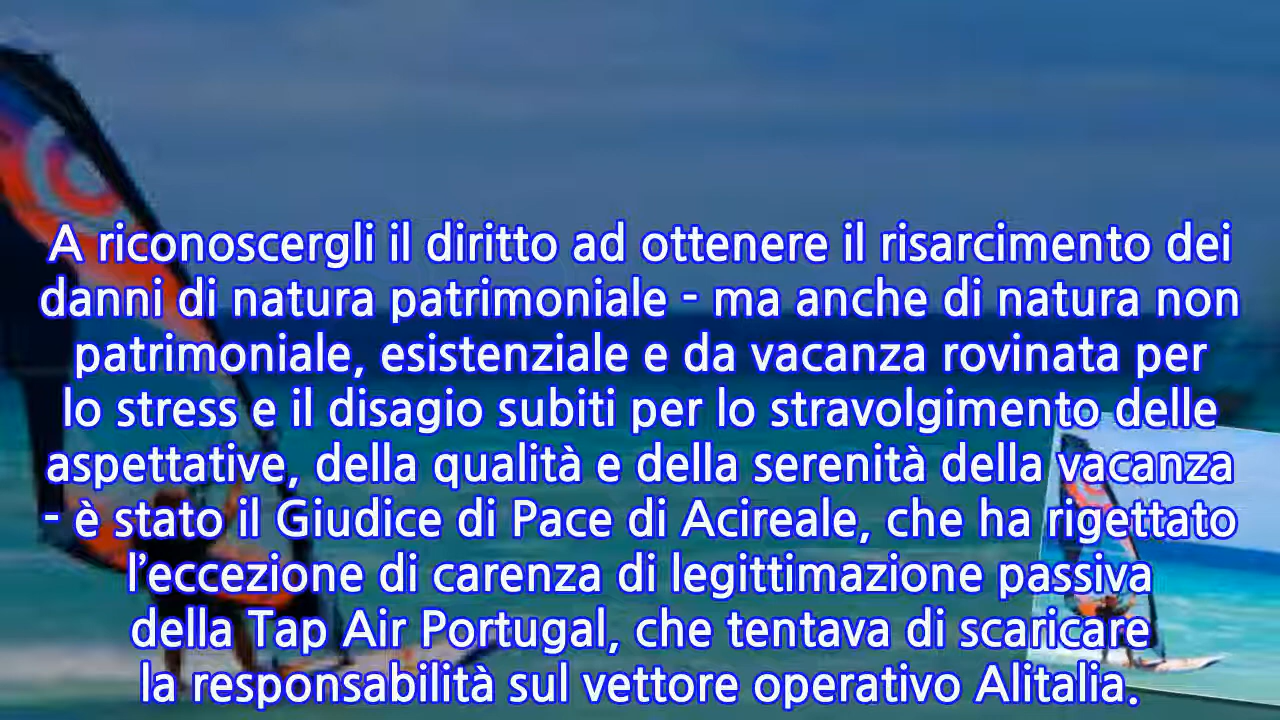 A riconoscergli il diritto ad ottenere il risarcimento dei
danni di natura patrimoniale - ma anche di natura non
patrimoniale, esistenziale e da vacanza rovinata per
lo stress e il disagio subiti per lo stravolgimento delle
aspettative, della qualità e della serenità della vacanza
- è stato il Giudice di Pace di Acireale, che ha rigettato
l’eccezione di carenza di legittimazione passiva
della Tap Air Portugal, che tentava di scaricare
la responsabilità sul vettore operativo Alitalia.